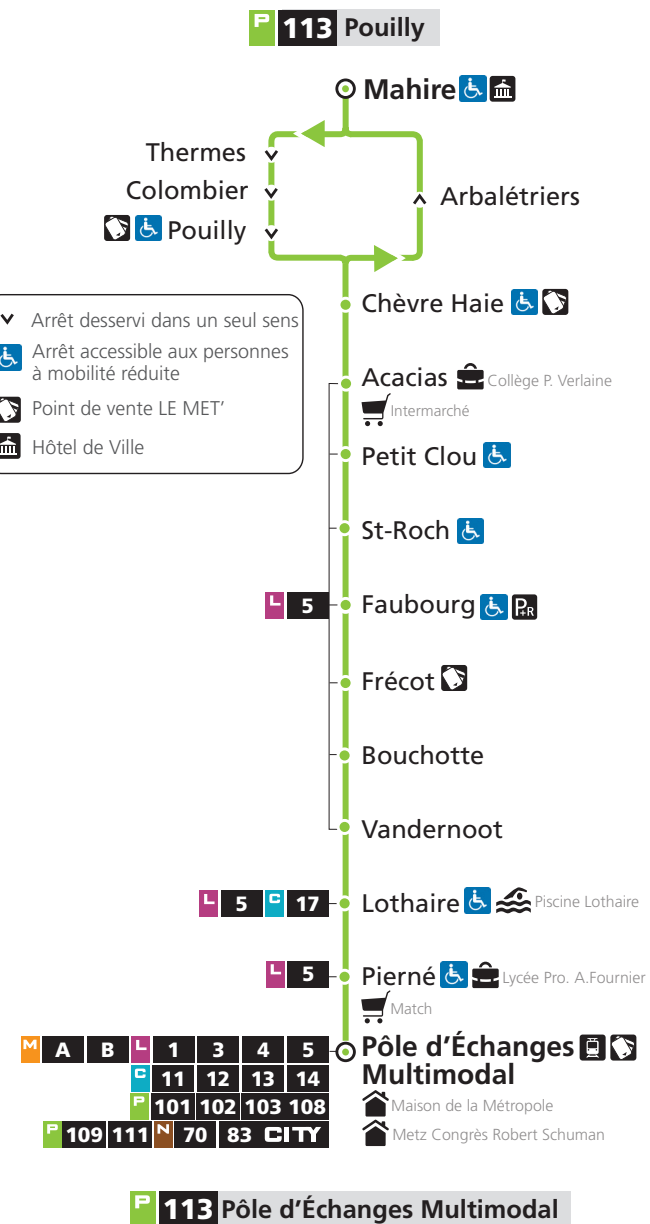 P 113 Pouilly
Mahire
Thermes
Colombier
Pouilly
Arbalétriers
Chèvre Haie
Arrêt desservi dans un seul sens
Arrêt accessible aux personnes
à mobilité réduite
Point de vente LE MET'
Hôtel de Ville
Acacias Collège P. Verlaine
Intermarché
Petit Clou
St-Roch
L 5 Faubourg P+R
Frécot
Bouchotte
Vandernoot
L 5 C 17 Lothaire Piscine Lothaire
L 5 Pierné Lycée Pro. A.Fournier
Match
M A B L 1 3 4 5 Pôle d'Échanges
C 11 12 13 14 Multimodal
P 101 102 103 108 Maison de la Métropole
P 109 111 N 70 83 CITY Metz Congrès Robert Schuman
P 113 Pôle d'Échanges Multimodal